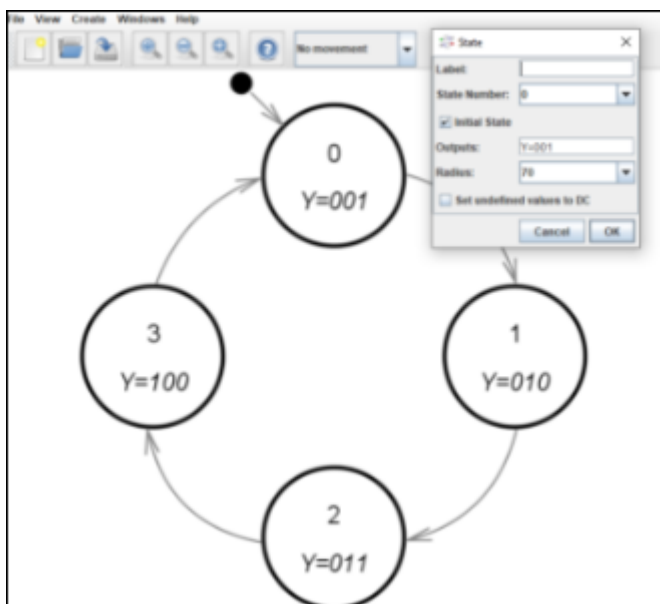 File View Create Windows Help
No movement
State
Label:
State Number: 0
Initial State
Outputs: Y=001
Radius: 70
Set undefined values to DC
Cancel OK
0
Y=001
3
Y=100
1
Y=010
2
Y=011